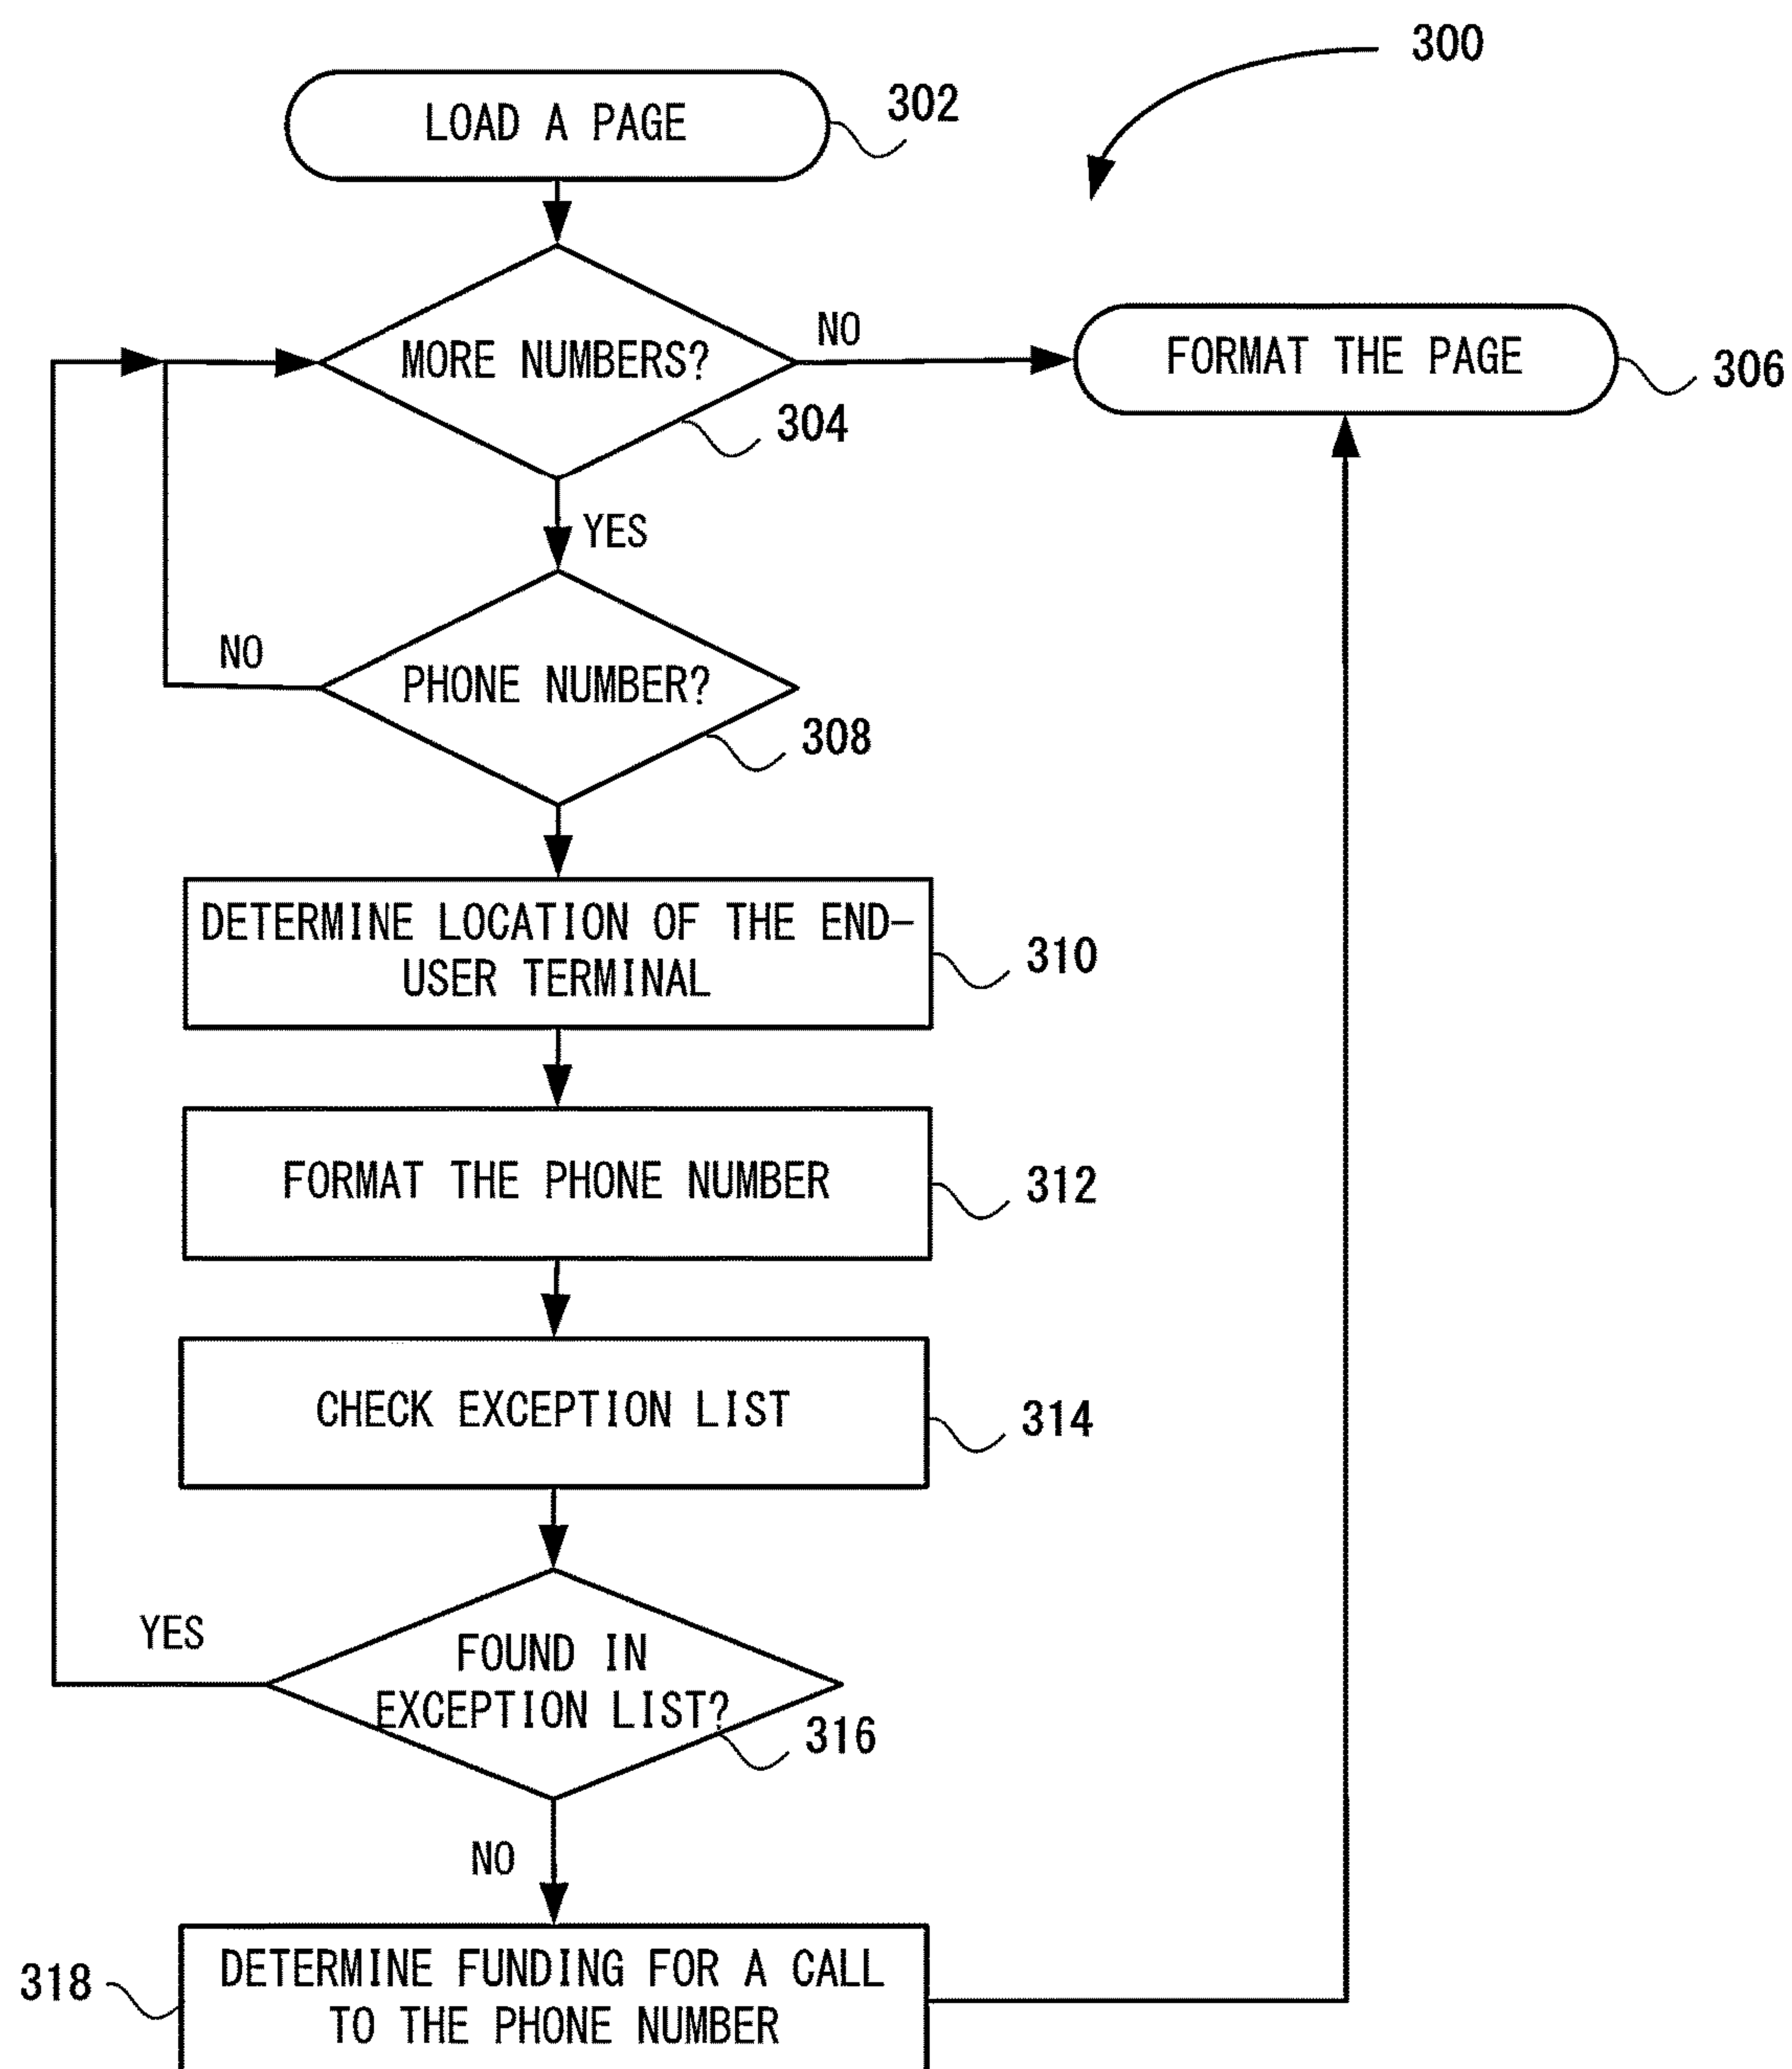 300
LOAD A PAGE
302
MORE NUMBERS?
NO
FORMAT THE PAGE
306
304
YES
NO
PHONE NUMBER?
308
DETERMINE LOCATION OF THE END-
USER TERMINAL
310
FORMAT THE PHONE NUMBER
312
CHECK EXCEPTION LIST
314
YES
FOUND IN
EXCEPTION LIST?
316
NO
318
DETERMINE FUNDING FOR A CALL
TO THE PHONE NUMBER